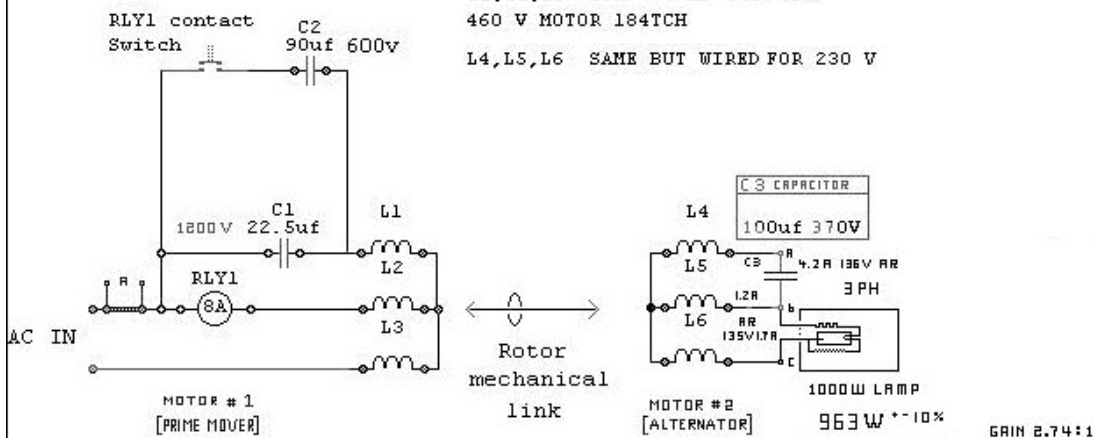 460 V MOTOR 184TCH
L4,L5,L6 SAME BUT WIRED FOR 230 V
RLY1 contact
Switch
C2
90uf 600v
1200V
C1
22.5uf
L1
L2
L3
A
RLY1
8A
AC IN
MOTOR # 1
[PRIME MOVER]
Rotor
mechanical
link
C 3 CAPACITOR
100uf 370V
L4
L5
L6
C3
A
4.2A 136V AR
3 PH
1.2A
b
AR
135V1.7A
C
1000W LAMP
MOTOR #2
[ALTERNATOR]
963W +-10%
GAIN 2.74:1